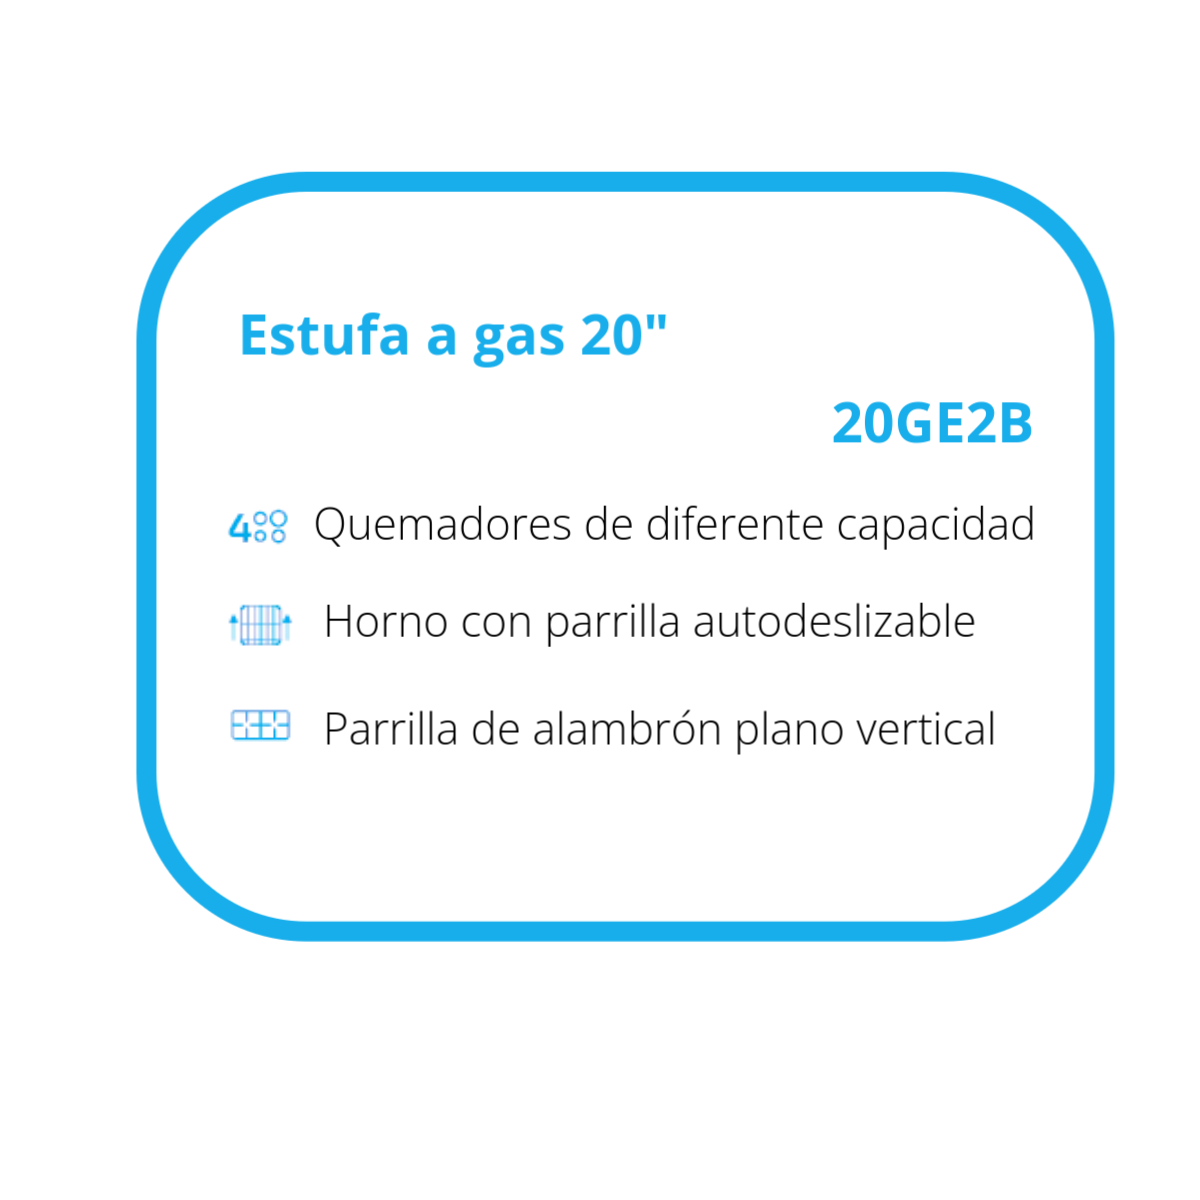 Estufa a gas 20"
20GE2B
4 Quemadores de diferente capacidad
Horno con parrilla autodeslizable
Parrilla de alambrón plano vertical